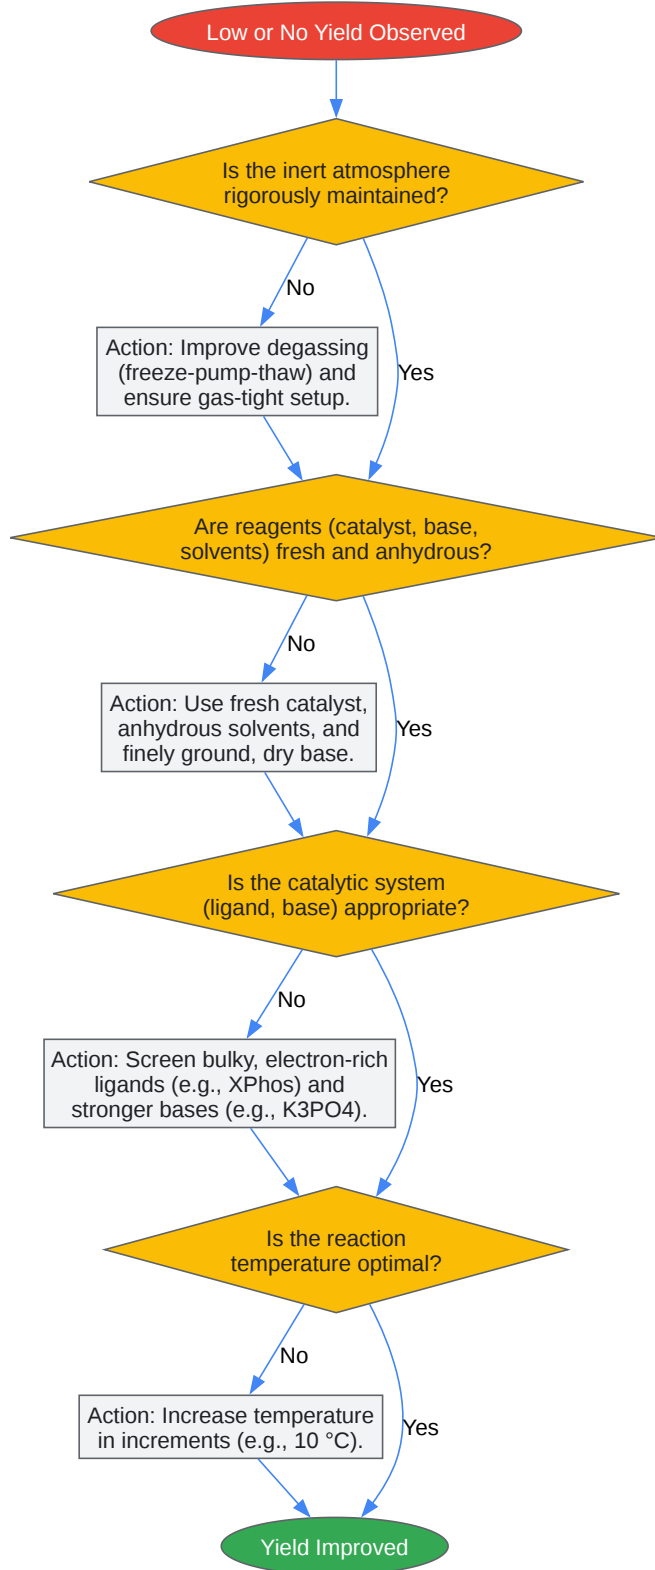 Low or No Yield Observed
Is the inert atmosphere
rigorously maintained?
No
Action: Improve degassing
(freeze-pump-thaw) and
ensure gas-tight setup.
Yes
Are reagents (catalyst, base,
solvents) fresh and anhydrous?
No
Action: Use fresh catalyst,
anhydrous solvents, and
finely ground, dry base.
Yes
Is the catalytic system
(ligand, base) appropriate?
No
Action: Screen bulky, electron-rich
ligands (e.g., XPhos) and
stronger bases (e.g., K3PO4).
Yes
Is the reaction
temperature optimal?
No
Action: Increase temperature
in increments (e.g., 10 °C).
Yes
Yield Improved